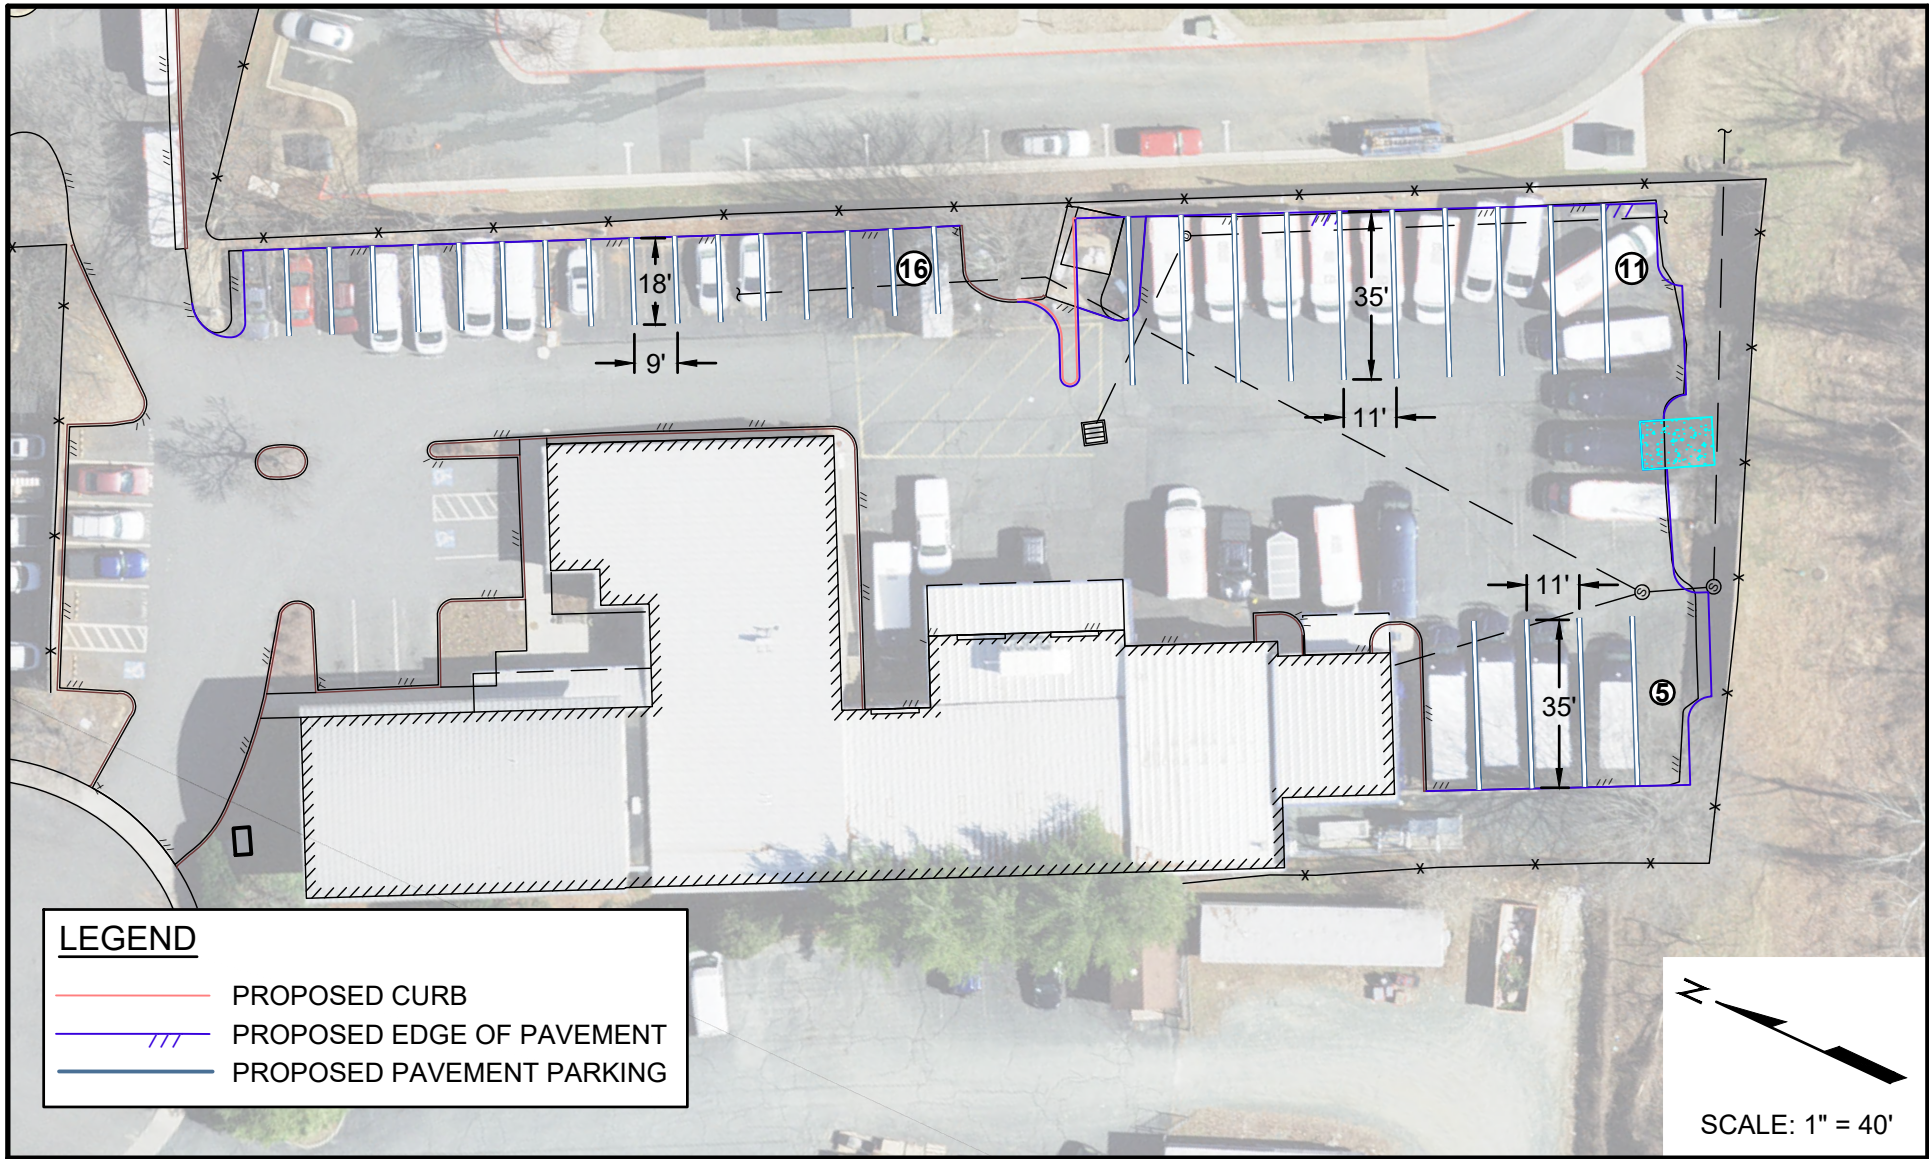 16
18'
9'
11
35'
11'
11'
35'
5
S
S
LEGEND
PROPOSED CURB
PROPOSED EDGE OF PAVEMENT
PROPOSED PAVEMENT PARKING
N
SCALE: 1" = 40'